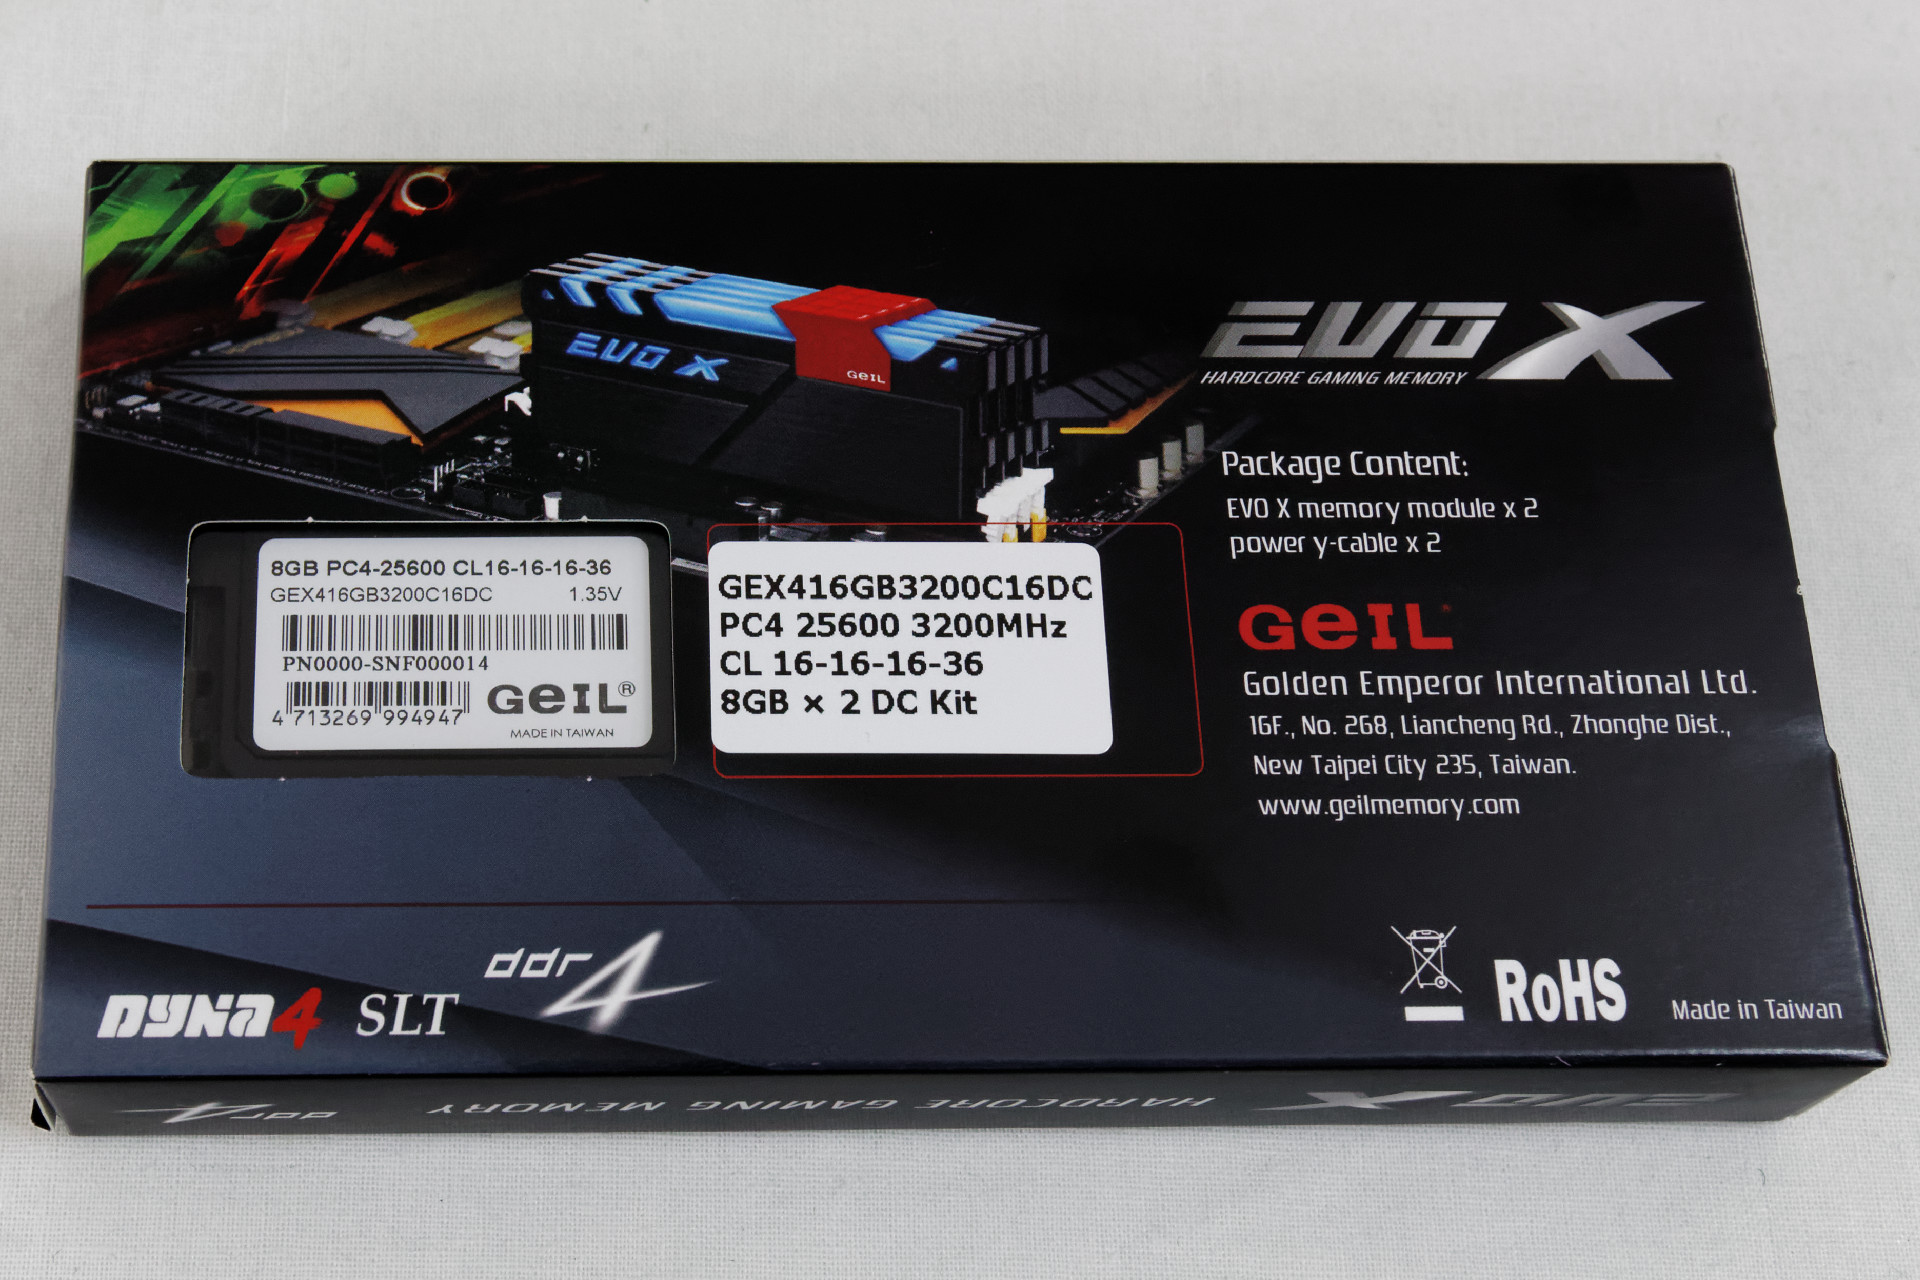 EVO X
GeIL
EVO X
HARDCORE GAMING MEMORY
Package Content:
EVO X memory module x 2
power y-cable x 2
8GB PC4-25600 CL16-16-16-36
GEX416GB3200C16DC 1.35V
PN0000-SNF000014
4 713269 994947
GeIL®
MADE IN TAIWAN
GEX416GB3200C16DC
PC4 25600 3200MHz
CL 16-16-16-36
8GB × 2 DC Kit
GeIL®
Golden Emperor International Ltd.
16F., No. 268, Liancheng Rd., Zhonghe Dist.,
New Taipei City 235, Taiwan.
www.geilmemory.com
DYNA4 SLT ddr4
RoHS
Made in Taiwan
EVO X HARDCORE GAMING MEMORY ddr4